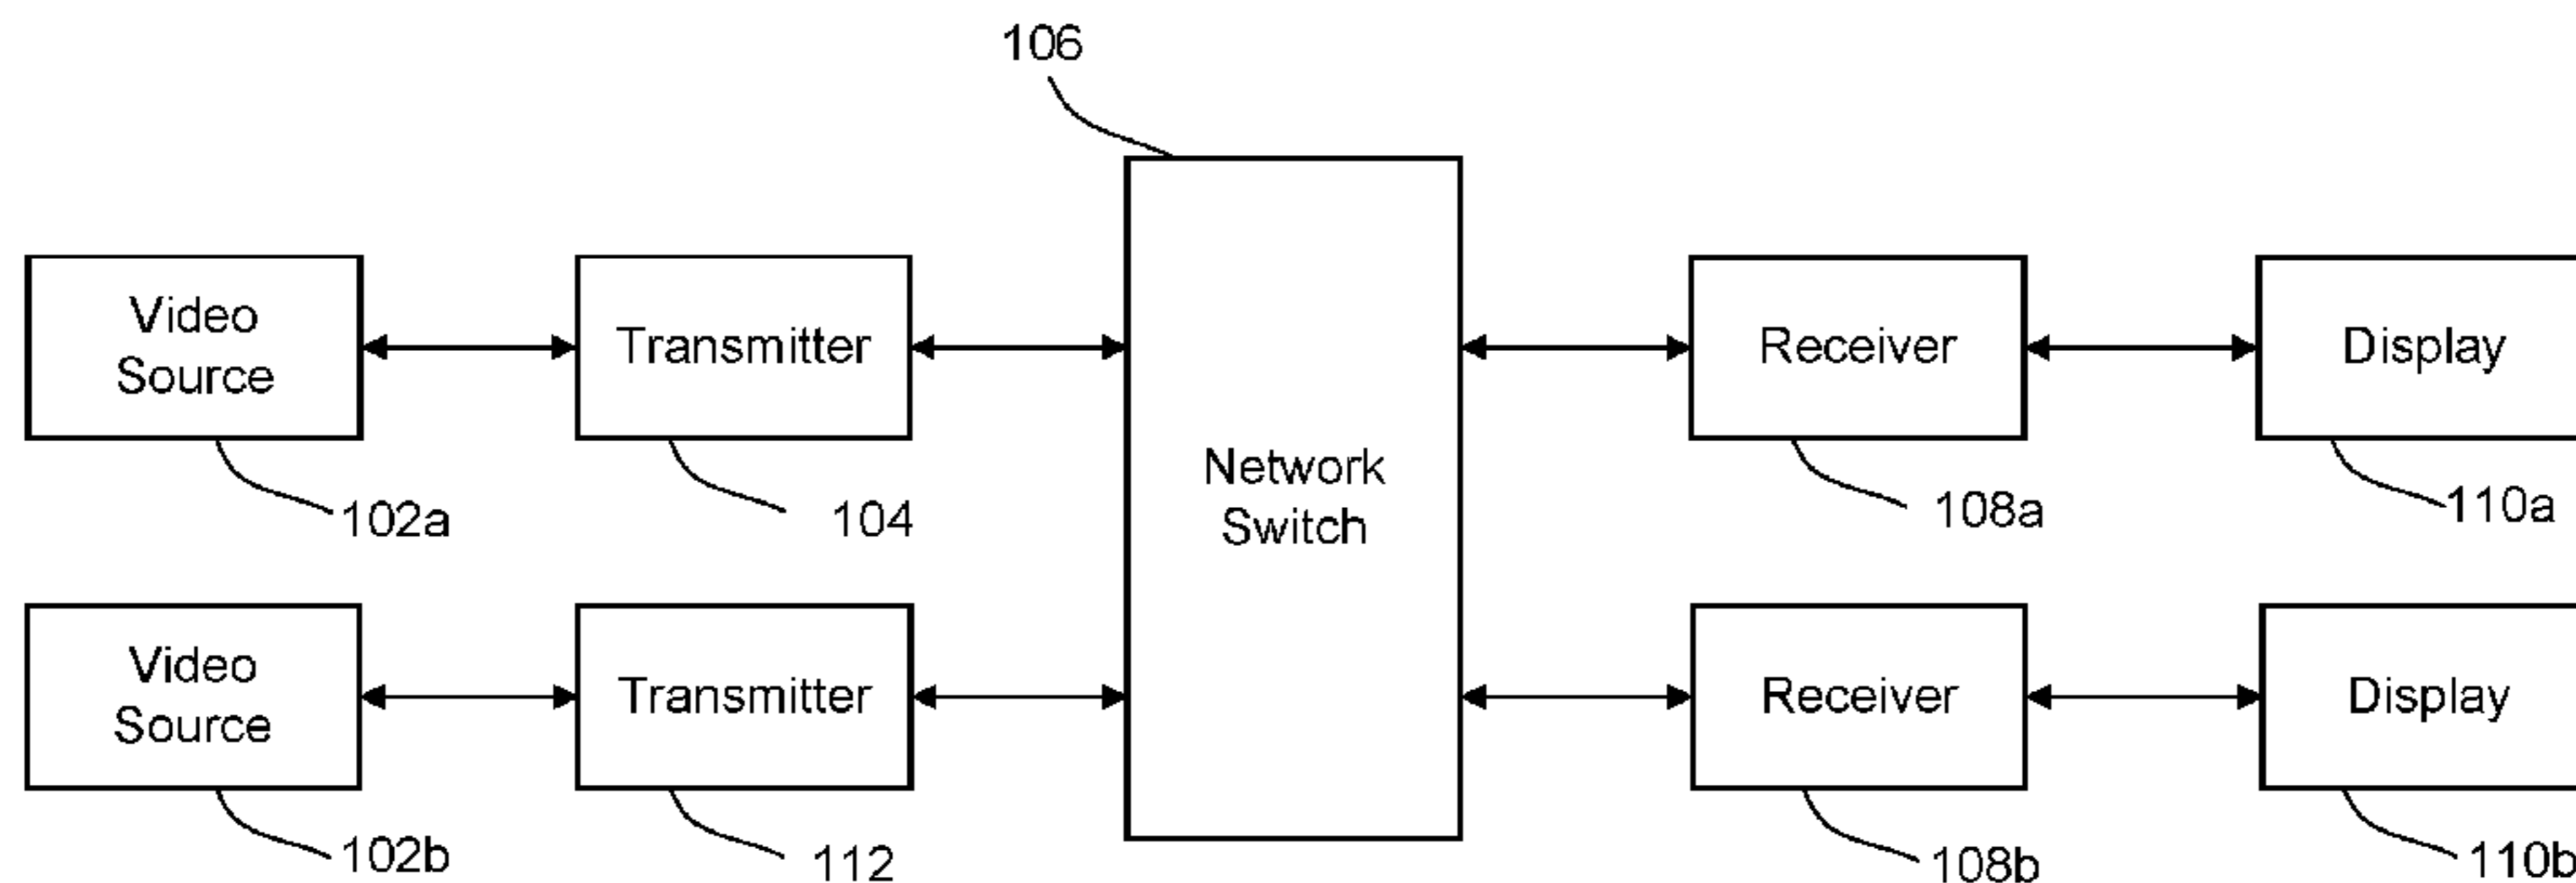 106
Video
Source
Transmitter
Receiver
Display
Network
Switch
102a
104
108a
110a
Video
Source
Transmitter
Receiver
Display
102b
112
108b
110b